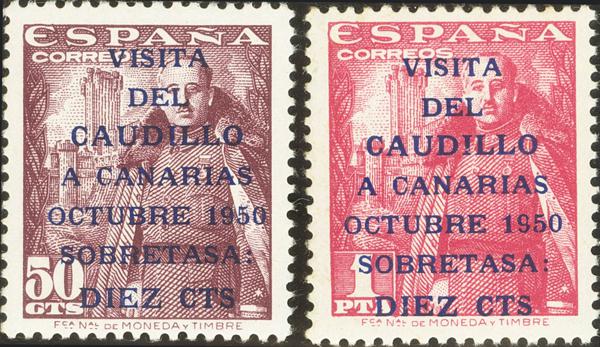 ESPAÑA
CORREOS
VISITA
DEL
CAUDILLO
A CANARIAS
OCTUBRE 1950
SOBRETASA:
DIEZ CTS
50
CTS
FCA NAL DE MONEDA Y TIMBRE
ESPAÑA
CORREOS
VISITA
DEL
CAUDILLO
A CANARIAS
OCTUBRE 1950
SOBRETASA:
DIEZ CTS
1
PTA
FCA NAL DE MONEDA Y TIMBRE